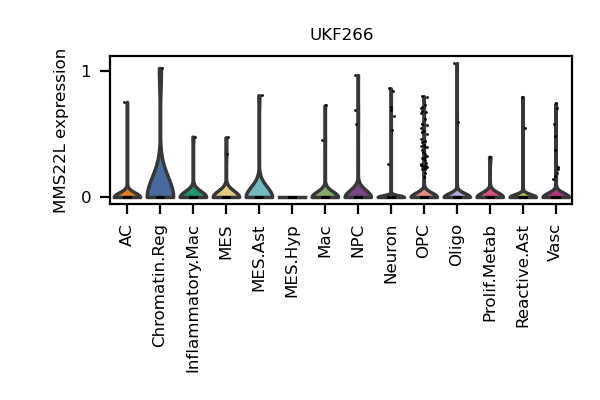 UKF266
MMS22L expression
1
0
AC
Chromatin.Reg
Inflammatory.Mac
MES
MES.Ast
MES.Hyp
Mac
NPC
Neuron
OPC
Oligo
Prolif.Metab
Reactive.Ast
Vasc